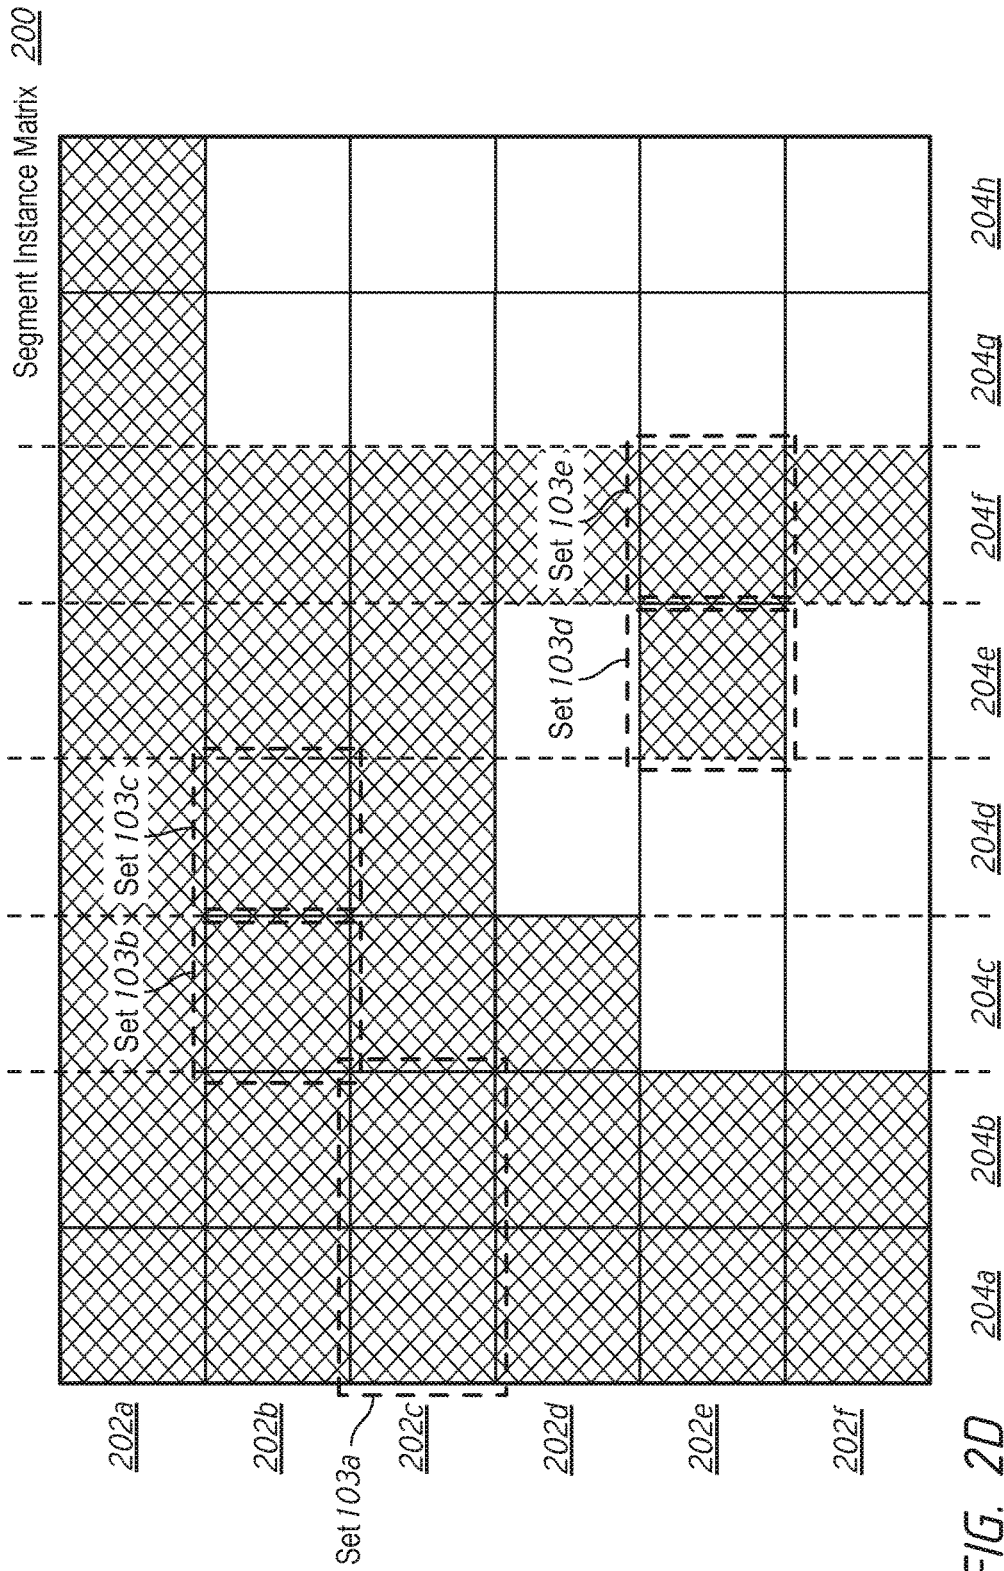 Segment Instance Matrix 200
Set 103a
Set 103b
Set 103c
Set 103d
Set 103e
202a
202b
202c
202d
202e
202f
204a
204b
204c
204d
204e
204f
204g
204h
FIG. 2D